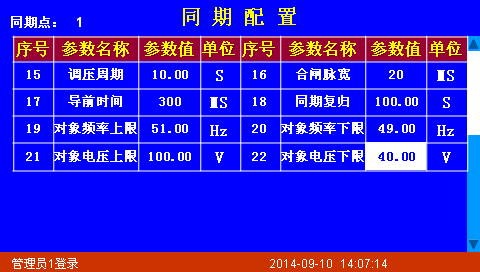 同期点： 1 同期配置
序号 参数名称 参数值 单位 序号 参数名称 参数值 单位
15 调压周期 10.00 S 16 合闸脉宽 20 MS
17 导前时间 300 MS 18 同期复归 100.00 S
19 对象频率上限 51.00 Hz 20 对象频率下限 49.00 Hz
21 对象电压上限 100.00 V 22 对象电压下限 40.00 V
管理员1登录 2014-09-10 14:07:14